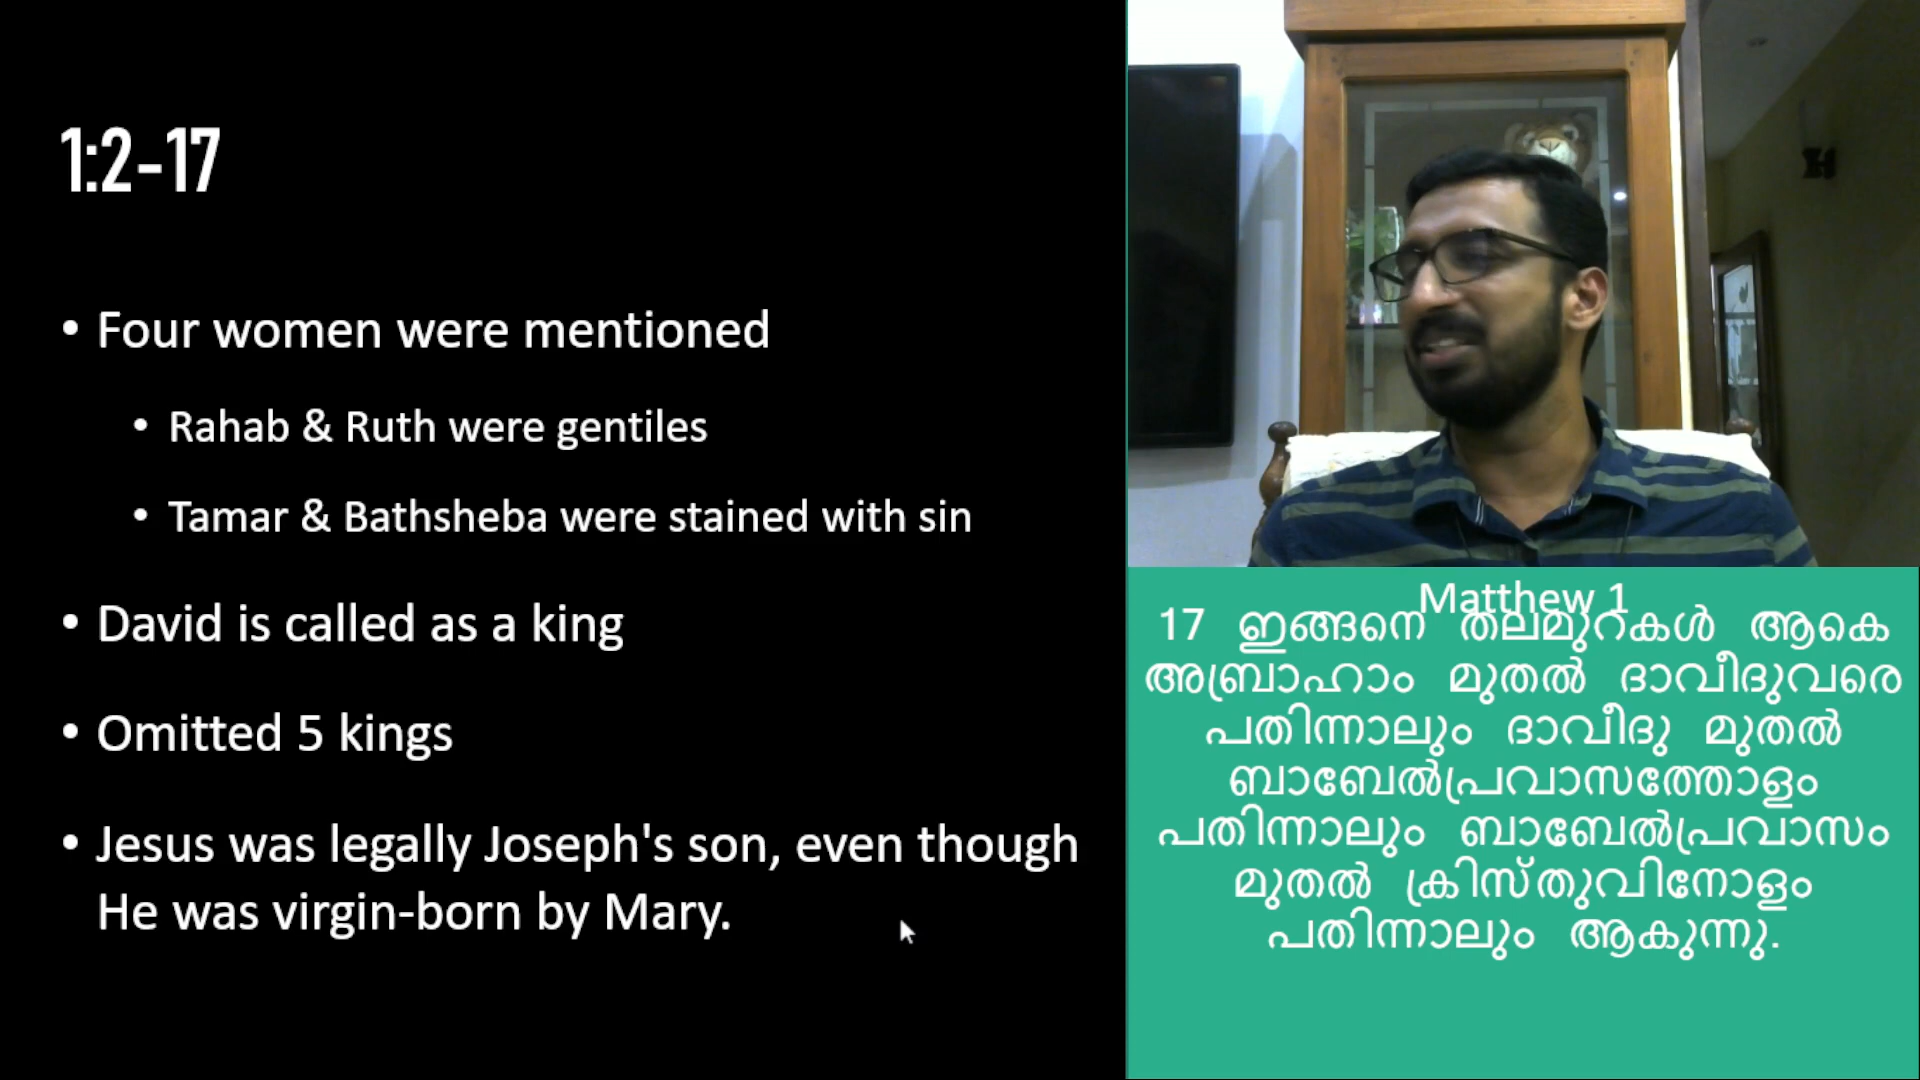 1:2-17
• Four women were mentioned
• Rahab & Ruth were gentiles
• Tamar & Bathsheba were stained with sin
• David is called as a king
• Omitted 5 kings
• Jesus was legally Joseph's son, even though
He was virgin-born by Mary.
Matthew 1
17 ഇങ്ങനെ തലമുറകൾ ആകെ
അബ്രാഹാം മുതൽ ദാവീദുവരെ
പതിന്നാലും ദാവീദു മുതൽ
ബാബേൽപ്രവാസത്തോളം
പതിന്നാലും ബാബേൽപ്രവാസം
മുതൽ ക്രിസ്തുവിനോളം
പതിന്നാലും ആകുന്നു.